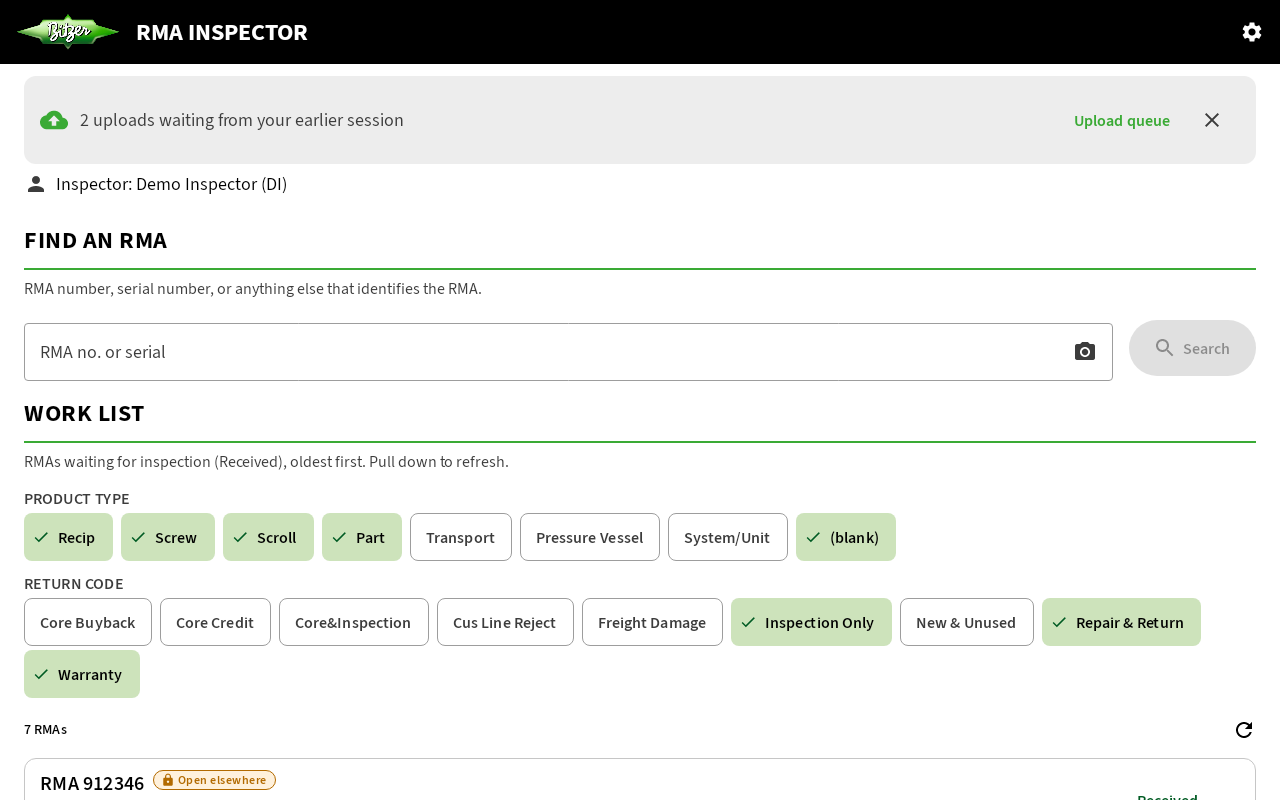 Bitzer RMA INSPECTOR
2 uploads waiting from your earlier session Upload queue
Inspector: Demo Inspector (DI)
FIND AN RMA
RMA number, serial number, or anything else that identifies the RMA.
RMA no. or serial Search
WORK LIST
RMAs waiting for inspection (Received), oldest first. Pull down to refresh.
PRODUCT TYPE
Recip Screw Scroll Part Transport Pressure Vessel System/Unit (blank)
RETURN CODE
Core Buyback Core Credit Core&Inspection Cus Line Reject Freight Damage Inspection Only New & Unused Repair & Return
Warranty
7 RMAs
RMA 912346 Open elsewhere
Received